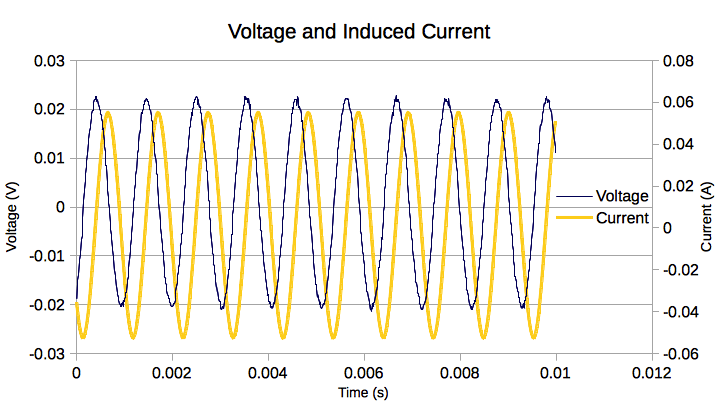 Voltage and Induced Current
0.03
0.02
0.01
0
-0.01
-0.02
-0.03
Voltage (V)
0.08
0.06
0.04
0.02
0
-0.02
-0.04
-0.06
Current (A)
Voltage
Current
0 0.002 0.004 0.006 0.008 0.01 0.012
Time (s)